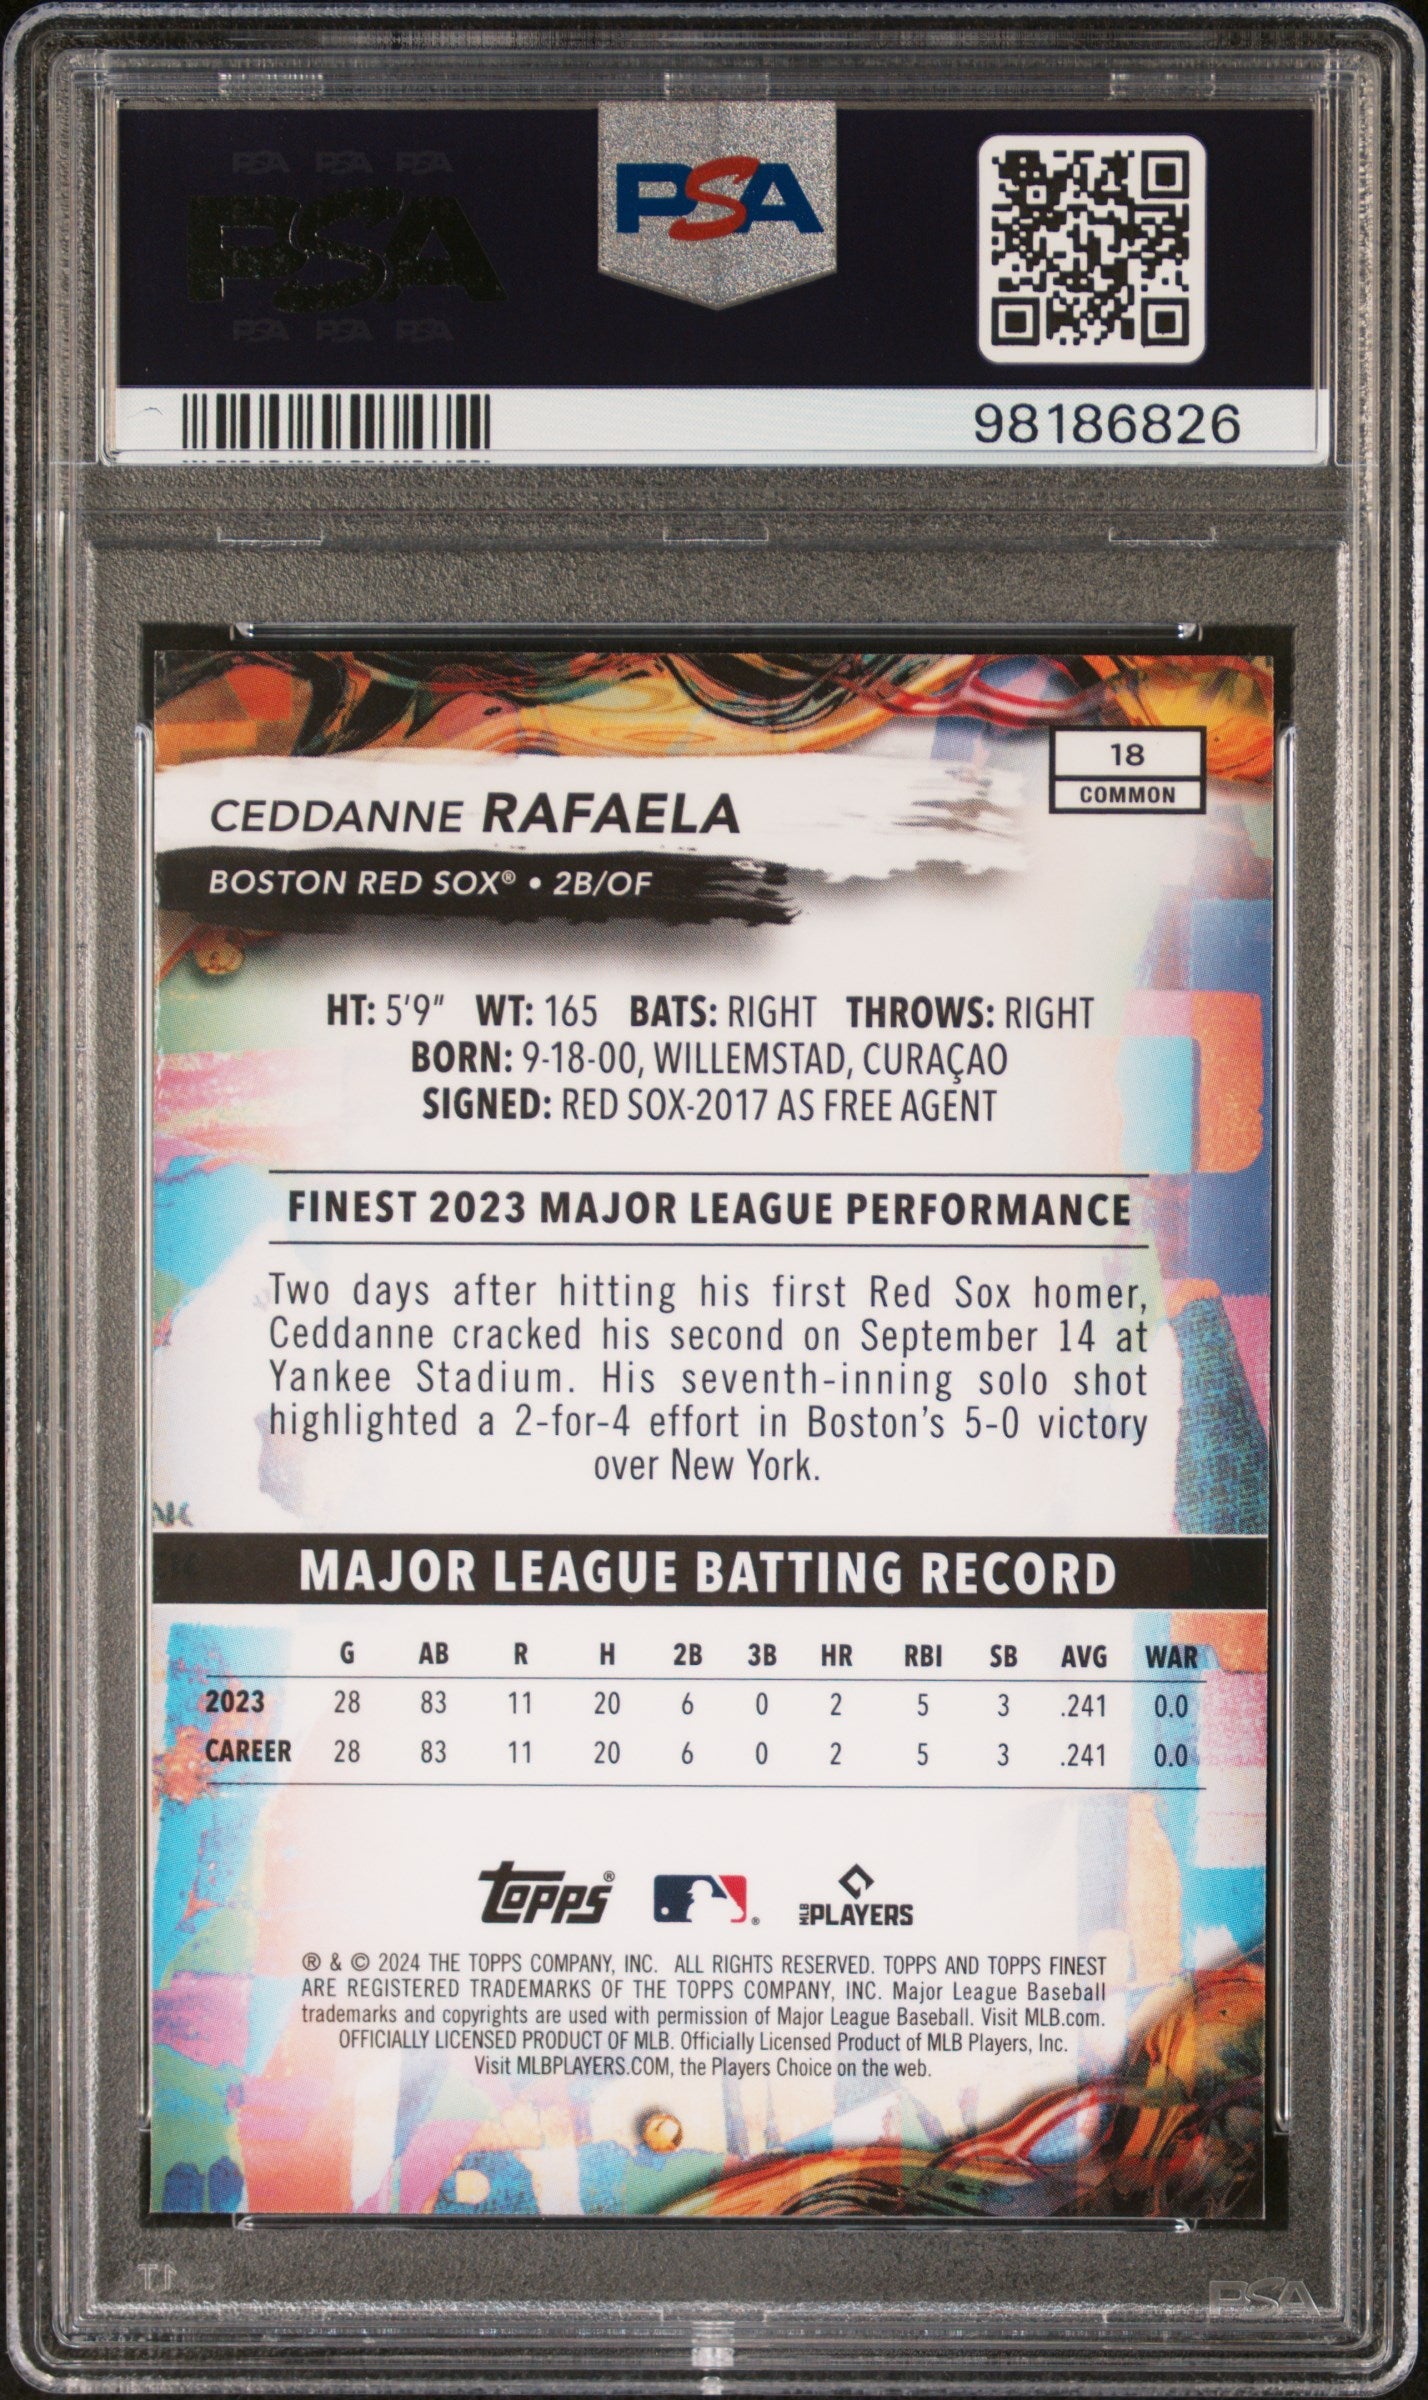 PSA PSA PSA
PSA
PSA PSA PSA
PSA
98186826
18
COMMON
CEDDANNE RAFAELA
BOSTON RED SOX® • 2B/OF
HT: 5'9" WT: 165 BATS: RIGHT THROWS: RIGHT
BORN: 9-18-00, WILLEMSTAD, CURAÇAO
SIGNED: RED SOX-2017 AS FREE AGENT
FINEST 2023 MAJOR LEAGUE PERFORMANCE
Two days after hitting his first Red Sox homer,
Ceddanne cracked his second on September 14 at
Yankee Stadium. His seventh-inning solo shot
highlighted a 2-for-4 effort in Boston's 5-0 victory
over New York.
MAJOR LEAGUE BATTING RECORD
G AB R H 2B 3B HR RBI SB AVG WAR
2023 28 83 11 20 6 0 2 5 3 .241 0.0
CAREER 28 83 11 20 6 0 2 5 3 .241 0.0
Topps® ® MLB PLAYERS
® & © 2024 THE TOPPS COMPANY, INC. ALL RIGHTS RESERVED. TOPPS AND TOPPS FINEST
ARE REGISTERED TRADEMARKS OF THE TOPPS COMPANY, INC. Major League Baseball
trademarks and copyrights are used with permission of Major League Baseball. Visit MLB.com.
OFFICIALLY LICENSED PRODUCT OF MLB. Officially Licensed Product of MLB Players, Inc.
Visit MLBPLAYERS.COM, the Players Choice on the web.
PSA